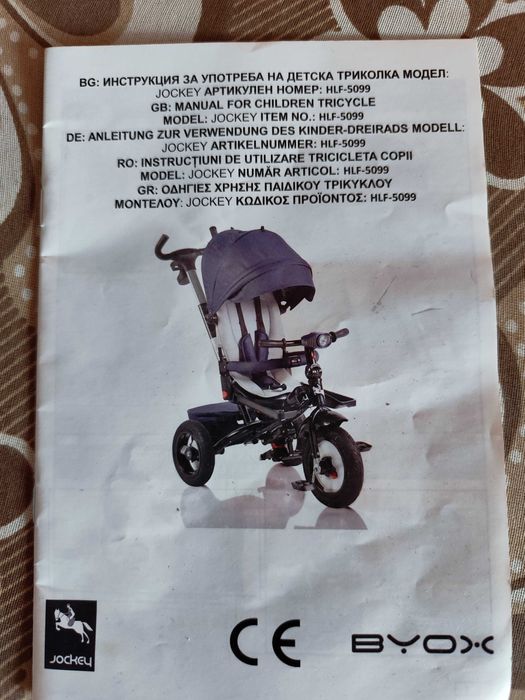 BG: ИНСТРУКЦИЯ ЗА УПОТРЕБА НА ДЕТСКА ТРИКОЛКА МОДЕЛ:
JOCKEY АРТИКУЛЕН НОМЕР: HLF-5099
GB: MANUAL FOR CHILDREN TRICYCLE
MODEL: JOCKEY ITEM NO.: HLF-5099
DE: ANLEITUNG ZUR VERWENDUNG DES KINDER-DREIRADS MODELL:
JOCKEY ARTIKELNUMMER: HLF-5099
RO: INSTRUCȚIUNI DE UTILIZARE TRICICLETA COPII
MODEL: JOCKEY NUMĂR ARTICOL: HLF-5099
GR: ΟΔΗΓΙΕΣ ΧΡΗΣΗΣ ΠΑΙΔΙΚΟΥ ΤΡΙΚΥΚΛΟΥ
ΜΟΝΤΕΛΟΥ: JOCKEY ΚΩΔΙΚΟΣ ΠΡΟΪΟΝΤΟΣ: HLF-5099
Jockey
CE
BYOX